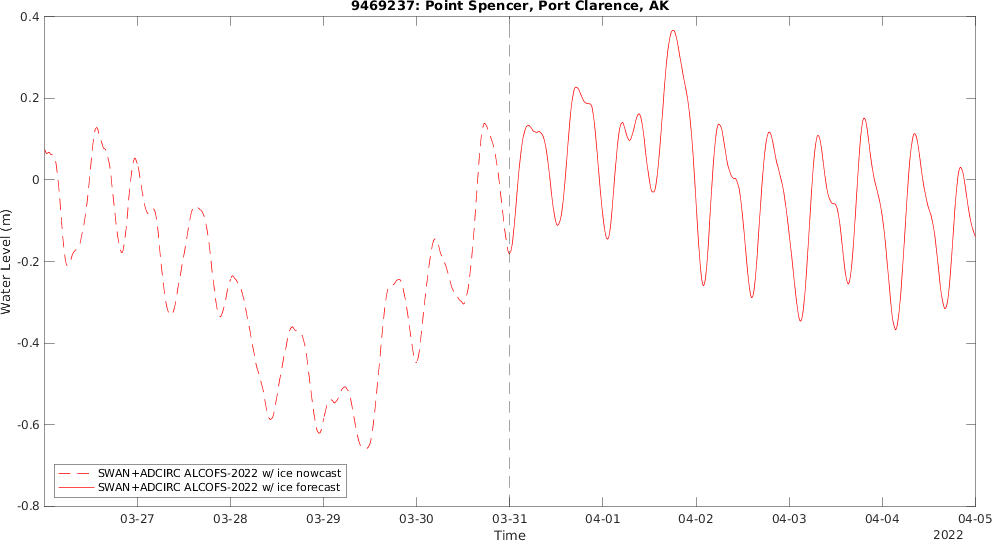 9469237: Point Spencer, Port Clarence, AK
0.4
0.2
0
-0.2
-0.4
-0.6
-0.8
Water Level (m)
SWAN+ADCIRC ALCOFS-2022 w/ ice nowcast
SWAN+ADCIRC ALCOFS-2022 w/ ice forecast
03-27 03-28 03-29 03-30 03-31 04-01 04-02 04-03 04-04 04-05
Time
2022